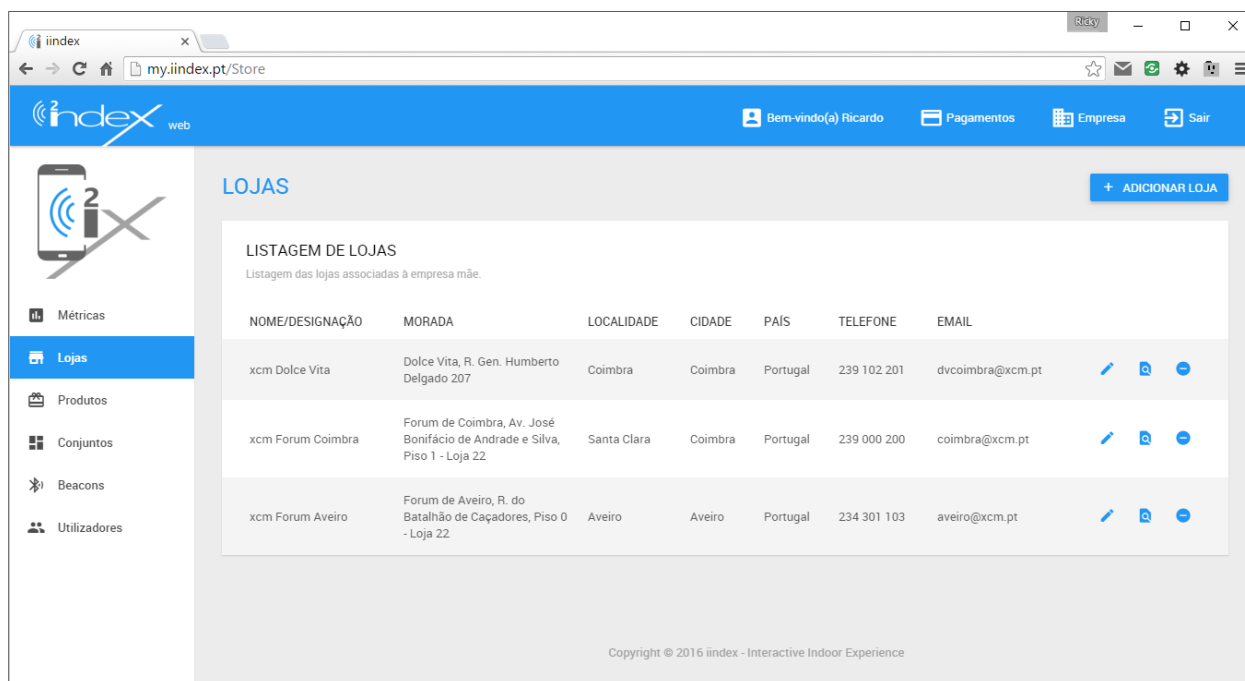 Ricky
iindex
my.iindex.pt/Store
i2ndex web
Bem-vindo(a) Ricardo
Pagamentos
Empresa
Sair
i2x
Métricas
Lojas
Produtos
Conjuntos
Beacons
Utilizadores
LOJAS
+ ADICIONAR LOJA
LISTAGEM DE LOJAS
Listagem das lojas associadas à empresa mãe.
NOME/DESIGNAÇÃO MORADA LOCALIDADE CIDADE PAÍS TELEFONE EMAIL
xcm Dolce Vita
Dolce Vita, R. Gen. Humberto
Delgado 207
Coimbra Coimbra Portugal 239 102 201 dvcoimbra@xcm.pt
xcm Forum Coimbra
Forum de Coimbra, Av. José
Bonifácio de Andrade e Silva,
Piso 1 - Loja 22
Santa Clara Coimbra Portugal 239 000 200 coimbra@xcm.pt
xcm Forum Aveiro
Forum de Aveiro, R. do
Batalhão de Caçadores, Piso 0
- Loja 22
Aveiro Aveiro Portugal 234 301 103 aveiro@xcm.pt
Copyright © 2016 iindex - Interactive Indoor Experience